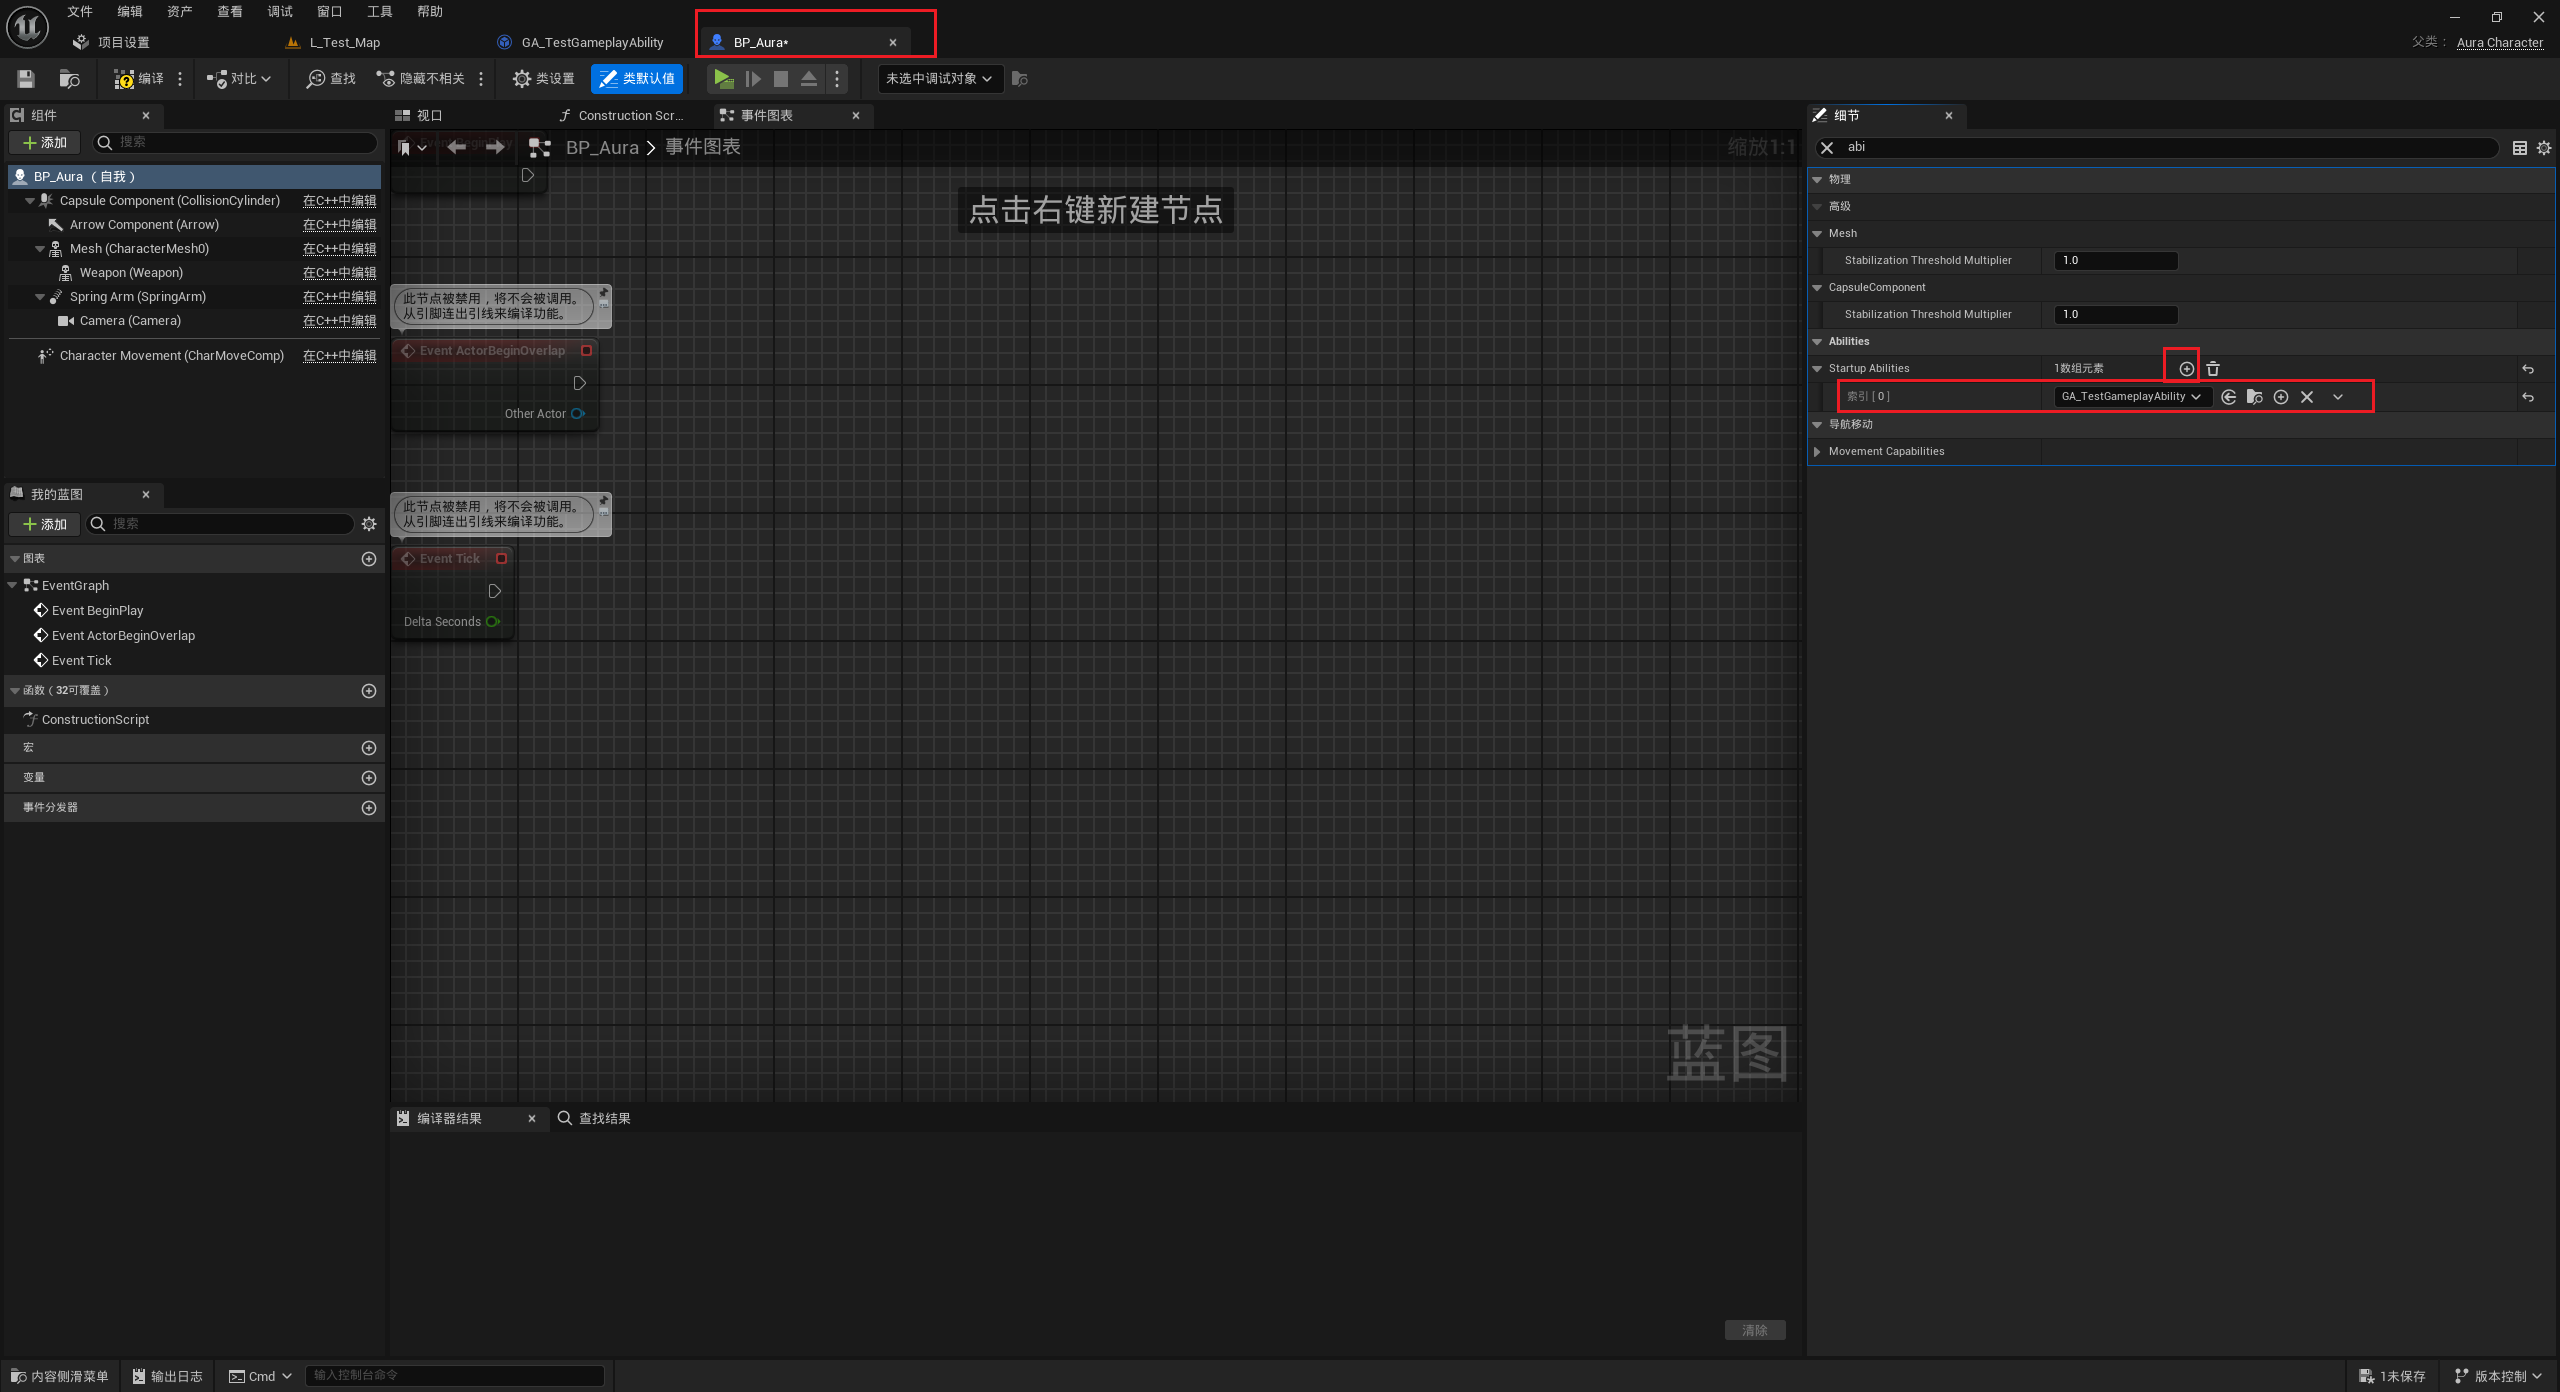 文件 编辑 资产 查看 调试 窗口 工具 帮助
项目设置 L_Test_Map GA_TestGameplayAbility BP_Aura* 父类： Aura Character
编译 对比 查找 隐藏不相关 类设置 类默认值 未选中调试对象
组件
添加 搜索
BP_Aura （自我）
Capsule Component (CollisionCylinder) 在C++中编辑
Arrow Component (Arrow) 在C++中编辑
Mesh (CharacterMesh0) 在C++中编辑
Weapon (Weapon) 在C++中编辑
Spring Arm (SpringArm) 在C++中编辑
Camera (Camera) 在C++中编辑
Character Movement (CharMoveComp) 在C++中编辑
我的蓝图
添加 搜索
图表
EventGraph
Event BeginPlay
Event ActorBeginOverlap
Event Tick
函数（32可覆盖）
ConstructionScript
宏
变量
事件分发器
视口 Construction Scr... 事件图表
BP_Aura > 事件图表 缩放1:1
点击右键新建节点
此节点被禁用，将不会被调用。
从引脚连出引线来编译功能。
Event ActorBeginOverlap
Other Actor
此节点被禁用，将不会被调用。
从引脚连出引线来编译功能。
Event Tick
Delta Seconds
蓝图
编译器结果 查找结果
清除
细节
abi
物理
高级
Mesh
Stabilization Threshold Multiplier 1.0
CapsuleComponent
Stabilization Threshold Multiplier 1.0
Abilities
Startup Abilities 1数组元素
索引 [ 0 ] GA_TestGameplayAbility
导航移动
Movement Capabilities
内容侧滑菜单 输出日志 Cmd 输入控制台命令 1未保存 版本控制